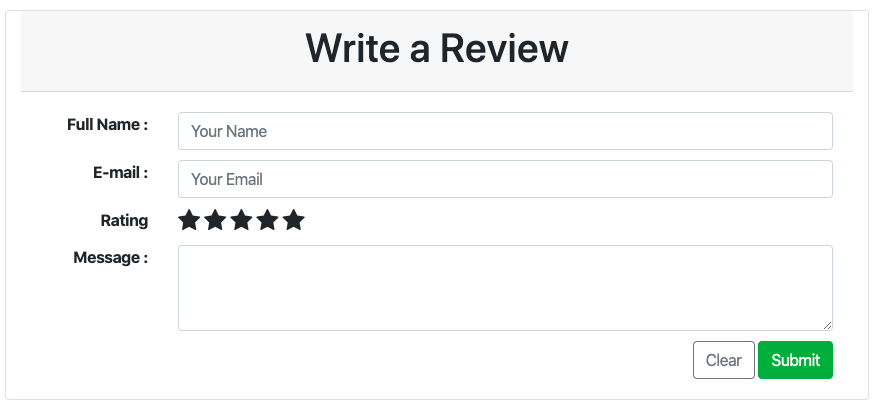 Write a Review
Full Name : Your Name
E-mail : Your Email
Rating
Message :
Clear Submit